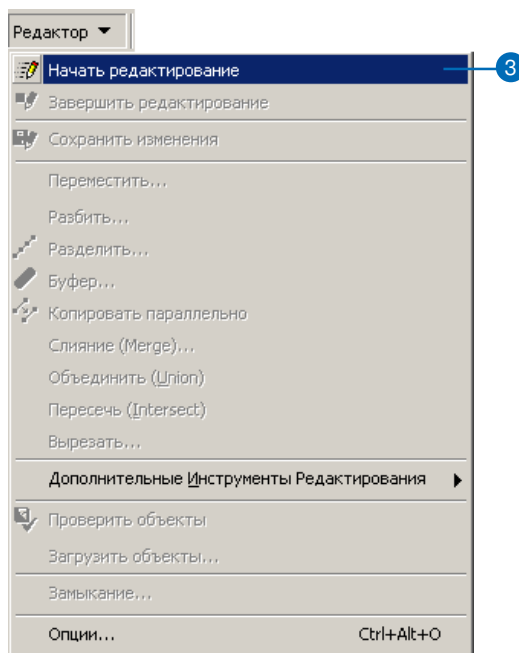 Редактор
Начать редактирование
3
Завершить редактирование
Сохранить изменения
Переместить...
Разбить...
Разделить...
Буфер...
Копировать параллельно
Слияние (Merge)...
Объединить (Union)
Пересечь (Intersect)
Вырезать...
Дополнительные Инструменты Редактирования
Проверить объекты
Загрузить объекты...
Замыкание...
Опции... Ctrl+Alt+O